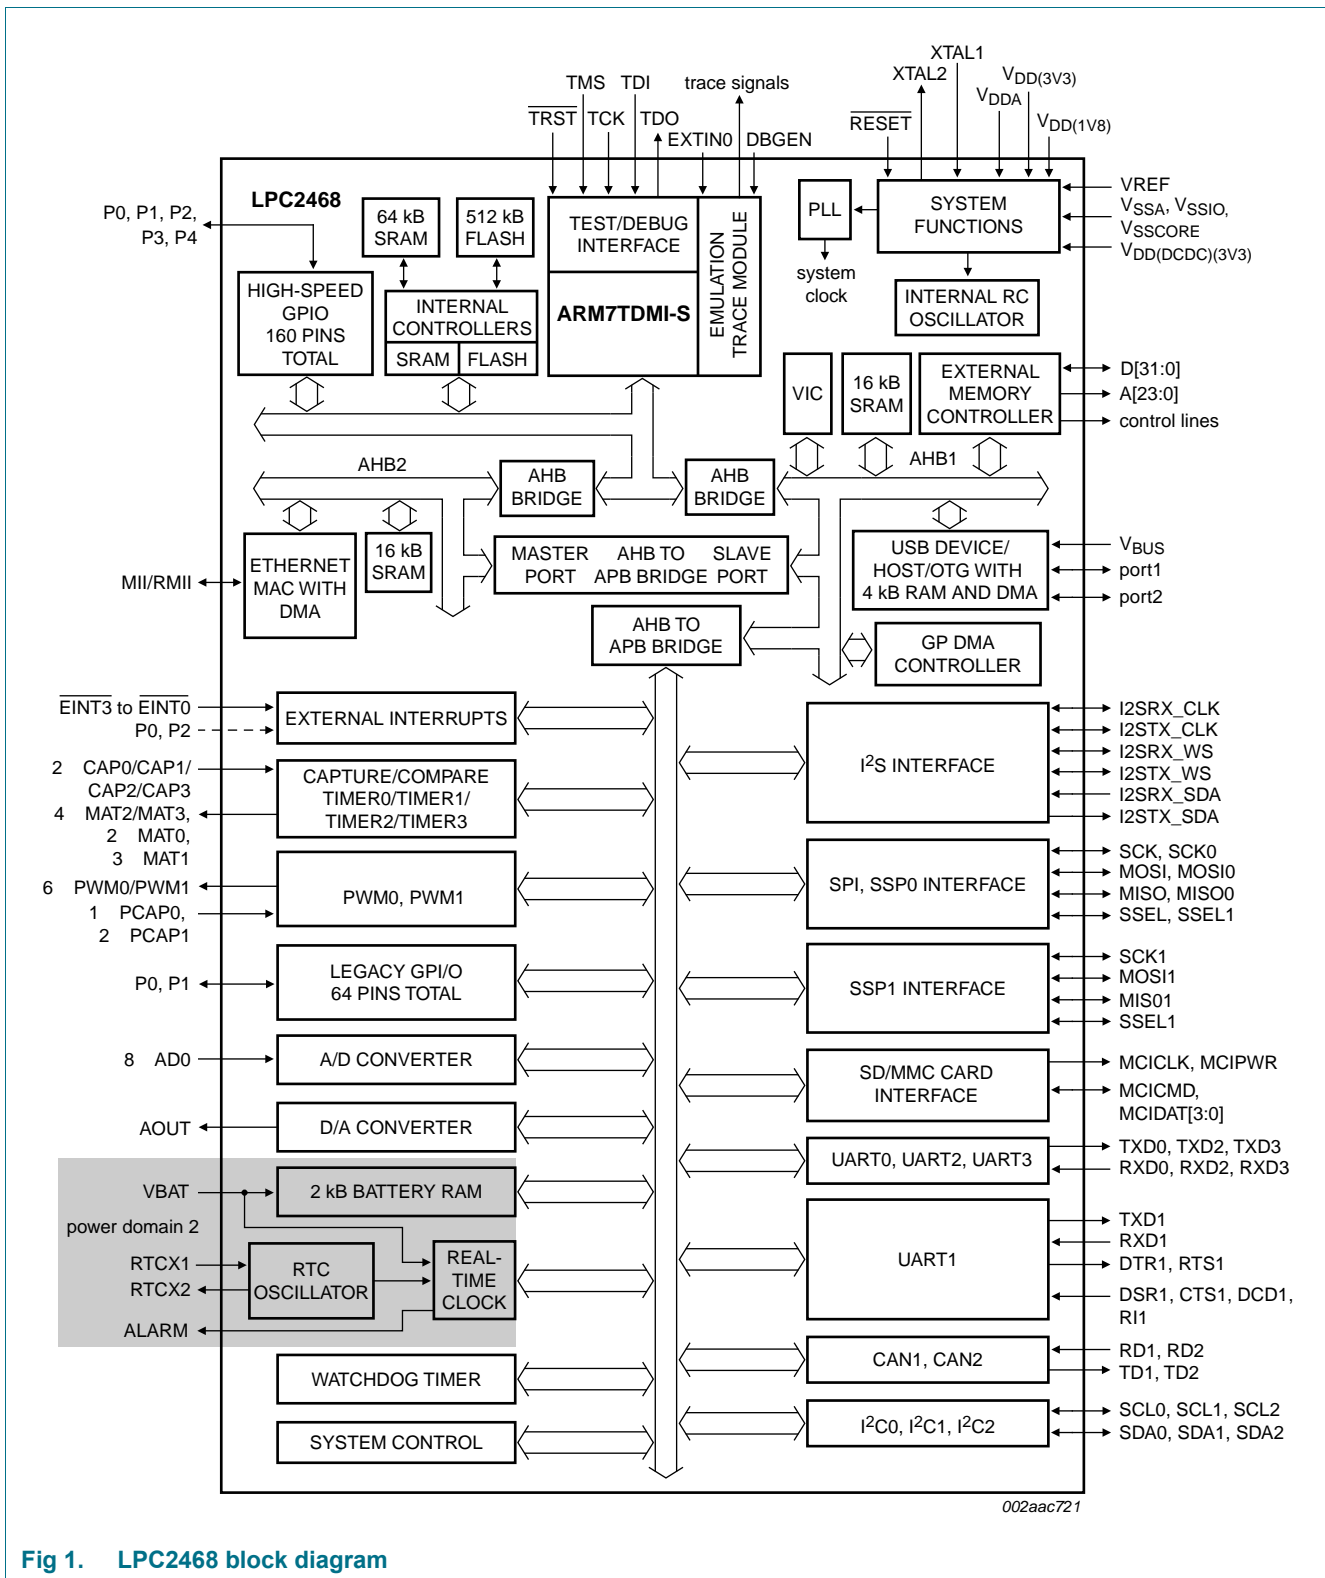 XTAL1
XTAL2
VDD(3V3)
VDDA
VDD(1V8)
RESET
TMS
TDI
trace signals
TRST
TCK
TDO
EXTIN0
DBGEN
LPC2468
P0, P1, P2,
P3, P4
64 kB
SRAM
512 kB
FLASH
TEST/DEBUG
INTERFACE
EMULATION
TRACE MODULE
ARM7TDMI-S
PLL
system
clock
SYSTEM
FUNCTIONS
VREF
VSSA, VSSIO,
VSSCORE
VDD(DCDC)(3V3)
HIGH-SPEED
GPIO
160 PINS
TOTAL
INTERNAL
CONTROLLERS
SRAM
FLASH
INTERNAL RC
OSCILLATOR
VIC
16 kB
SRAM
EXTERNAL
MEMORY
CONTROLLER
D[31:0]
A[23:0]
control lines
AHB2
AHB
BRIDGE
AHB
BRIDGE
AHB1
MII/RMII
ETHERNET
MAC WITH
DMA
16 kB
SRAM
MASTER
PORT
AHB TO
APB BRIDGE
SLAVE
PORT
USB DEVICE/
HOST/OTG WITH
4 kB RAM AND DMA
VBUS
port1
port2
AHB TO
APB BRIDGE
GP DMA
CONTROLLER
EINT3 to EINT0
P0, P2
EXTERNAL INTERRUPTS
2 CAP0/CAP1/
CAP2/CAP3
4 MAT2/MAT3,
2 MAT0,
3 MAT1
CAPTURE/COMPARE
TIMER0/TIMER1/
TIMER2/TIMER3
6 PWM0/PWM1
1 PCAP0,
2 PCAP1
PWM0, PWM1
P0, P1
LEGACY GPI/O
64 PINS TOTAL
8 AD0
A/D CONVERTER
AOUT
D/A CONVERTER
VBAT
2 kB BATTERY RAM
power domain 2
RTCX1
RTCX2
RTC
OSCILLATOR
REAL-
TIME
CLOCK
ALARM
WATCHDOG TIMER
SYSTEM CONTROL
I2S INTERFACE
I2SRX_CLK
I2STX_CLK
I2SRX_WS
I2STX_WS
I2SRX_SDA
I2STX_SDA
SPI, SSP0 INTERFACE
SCK, SCK0
MOSI, MOSI0
MISO, MISO0
SSEL, SSEL1
SSP1 INTERFACE
SCK1
MOSI1
MIS01
SSEL1
SD/MMC CARD
INTERFACE
MCICLK, MCIPWR
MCICMD,
MCIDAT[3:0]
UART0, UART2, UART3
TXD0, TXD2, TXD3
RXD0, RXD2, RXD3
UART1
TXD1
RXD1
DTR1, RTS1
DSR1, CTS1, DCD1,
RI1
CAN1, CAN2
RD1, RD2
TD1, TD2
I2C0, I2C1, I2C2
SCL0, SCL1, SCL2
SDA0, SDA1, SDA2
002aac721
Fig 1. LPC2468 block diagram